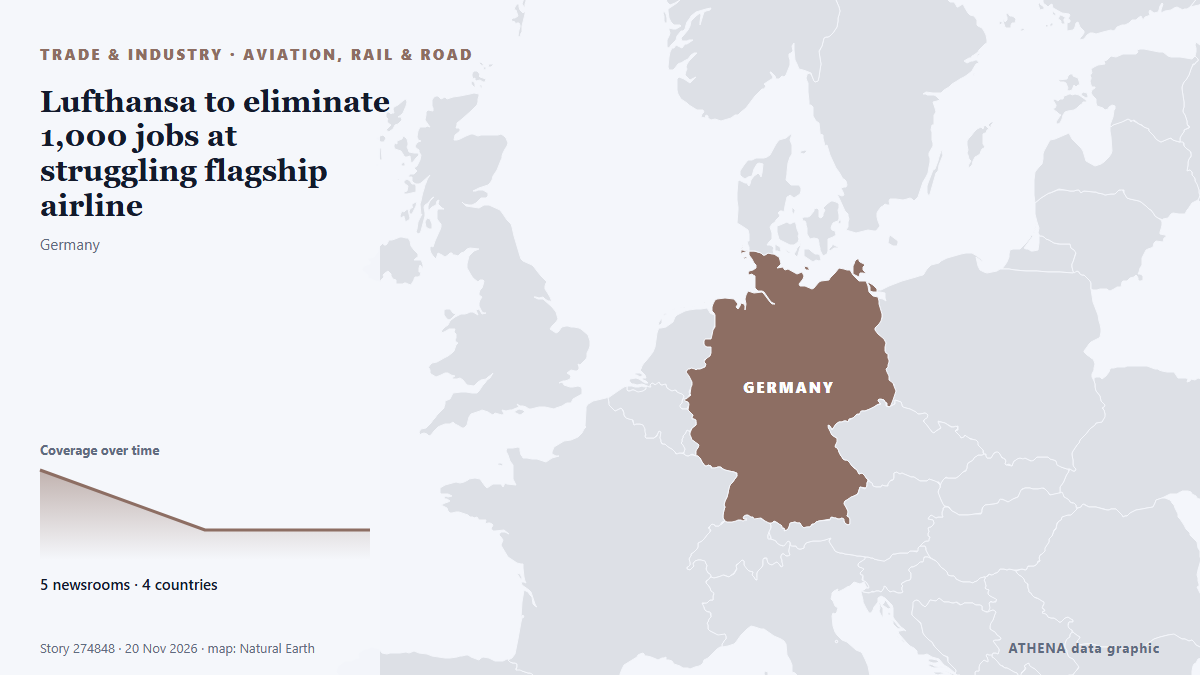 TRADE & INDUSTRY · AVIATION, RAIL & ROAD
Lufthansa to eliminate
1,000 jobs at
struggling flagship
airline
Germany
GERMANY
Coverage over time
5 newsrooms · 4 countries
Story 274848 · 20 Nov 2026 · map: Natural Earth
ATHENA data graphic